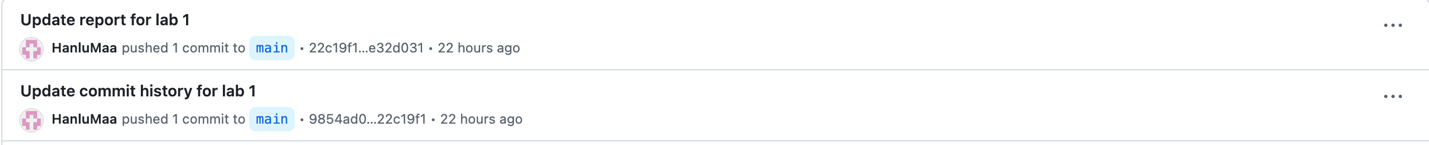 Update report for lab 1
HanluMaa pushed 1 commit to main • 22c19f1...e32d031 • 22 hours ago
Update commit history for lab 1
HanluMaa pushed 1 commit to main • 9854ad0...22c19f1 • 22 hours ago